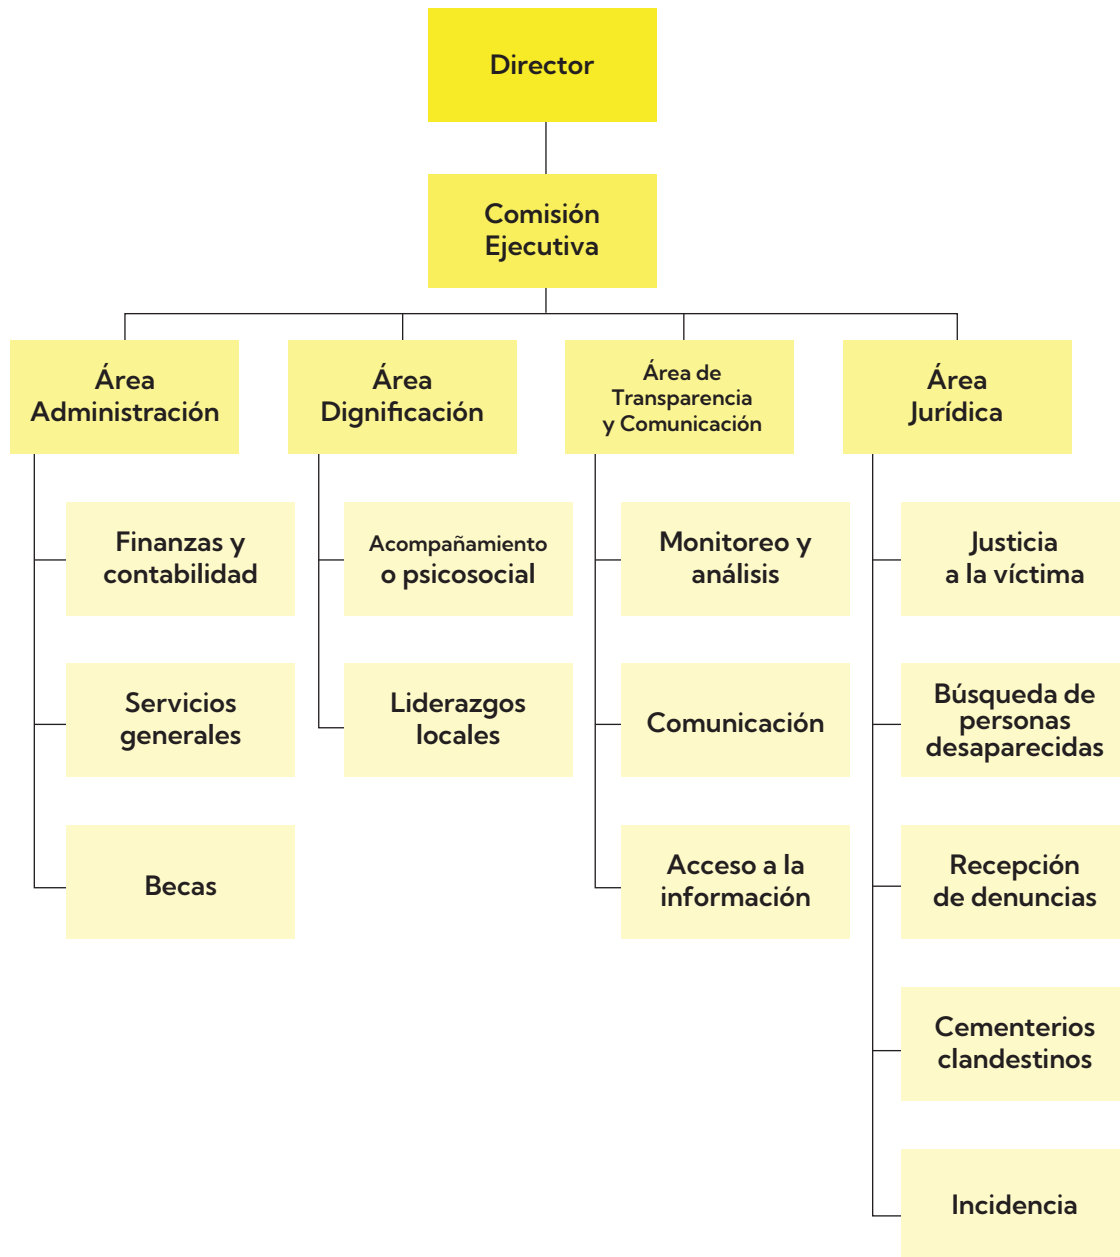 Director
Comisión
Ejecutiva
Área
Administración
Área
Dignificación
Área de
Transparencia
y Comunicación
Área
Jurídica
Finanzas y
contabilidad
Servicios
generales
Becas
Acompañamiento
o psicosocial
Liderazgos
locales
Monitoreo y
análisis
Comunicación
Acceso a la
información
Justicia
a la víctima
Búsqueda de
personas
desaparecidas
Recepción
de denuncias
Cementerios
clandestinos
Incidencia